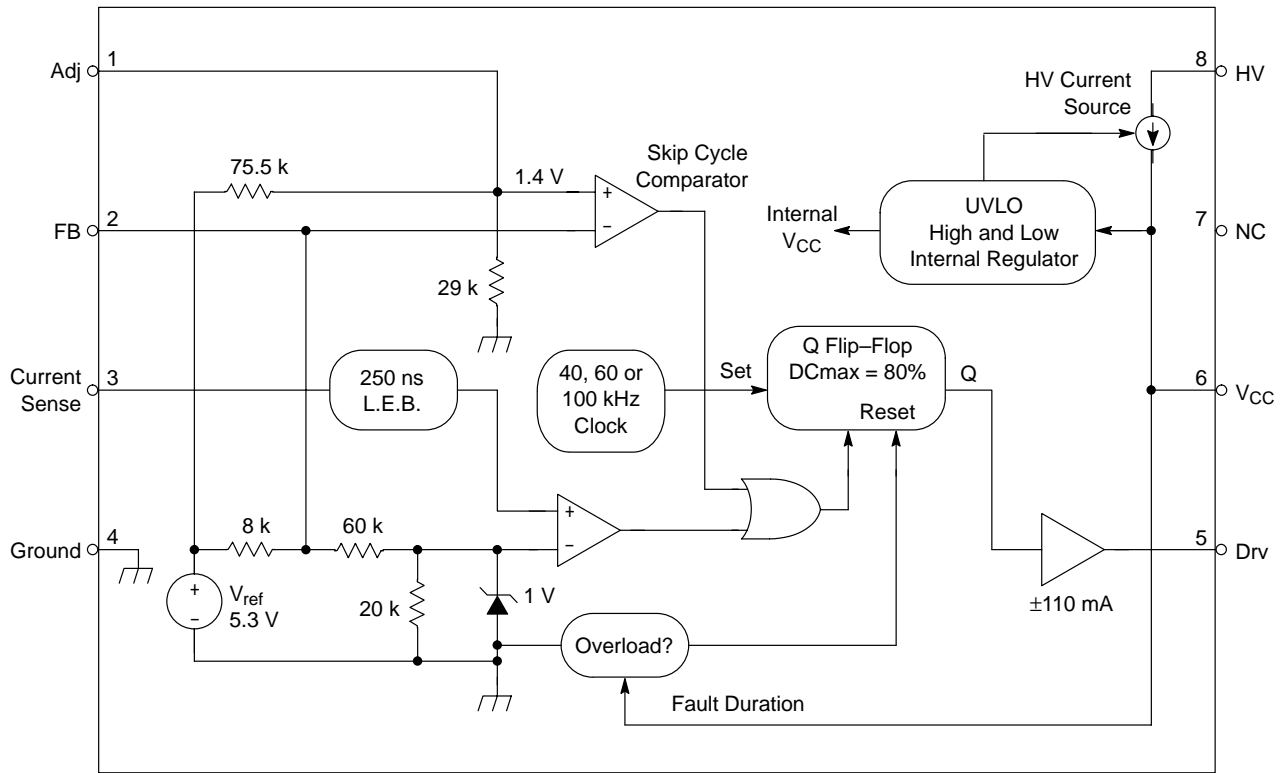 Adj
1
8
HV
HV Current
Source
75.5 k
1.4 V
Skip Cycle
Comparator
+
−
FB
2
Internal
VCC
UVLO
High and Low
Internal Regulator
7
NC
29 k
Current
Sense
3
250 ns
L.E.B.
40, 60 or
100 kHz
Clock
Set
Q Flip–Flop
DCmax = 80%
Reset
Q
6
VCC
Ground
4
8 k
60 k
+
−
5
Drv
+
−
Vref
5.3 V
20 k
1 V
±110 mA
Overload?
Fault Duration